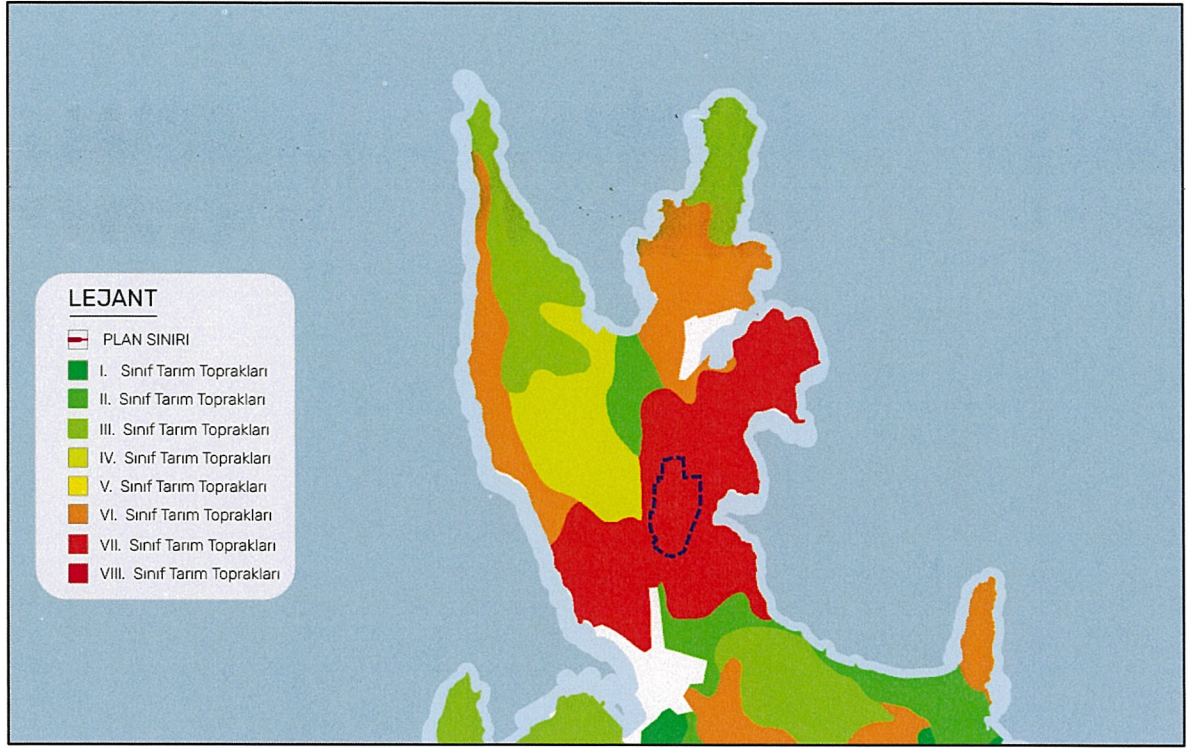 LEJANT
PLAN SINIRI
I. Sınıf Tarım Toprakları
II. Sınıf Tarım Toprakları
III. Sınıf Tarım Toprakları
IV. Sınıf Tarım Toprakları
V. Sınıf Tarım Toprakları
VI. Sınıf Tarım Toprakları
VII. Sınıf Tarım Toprakları
VIII. Sınıf Tarım Toprakları